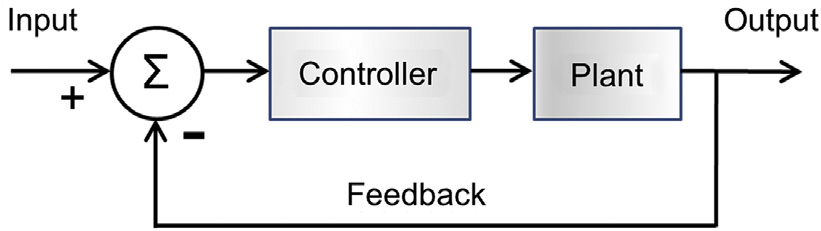 Input
Output
+
Σ
Controller
Plant
-
Feedback